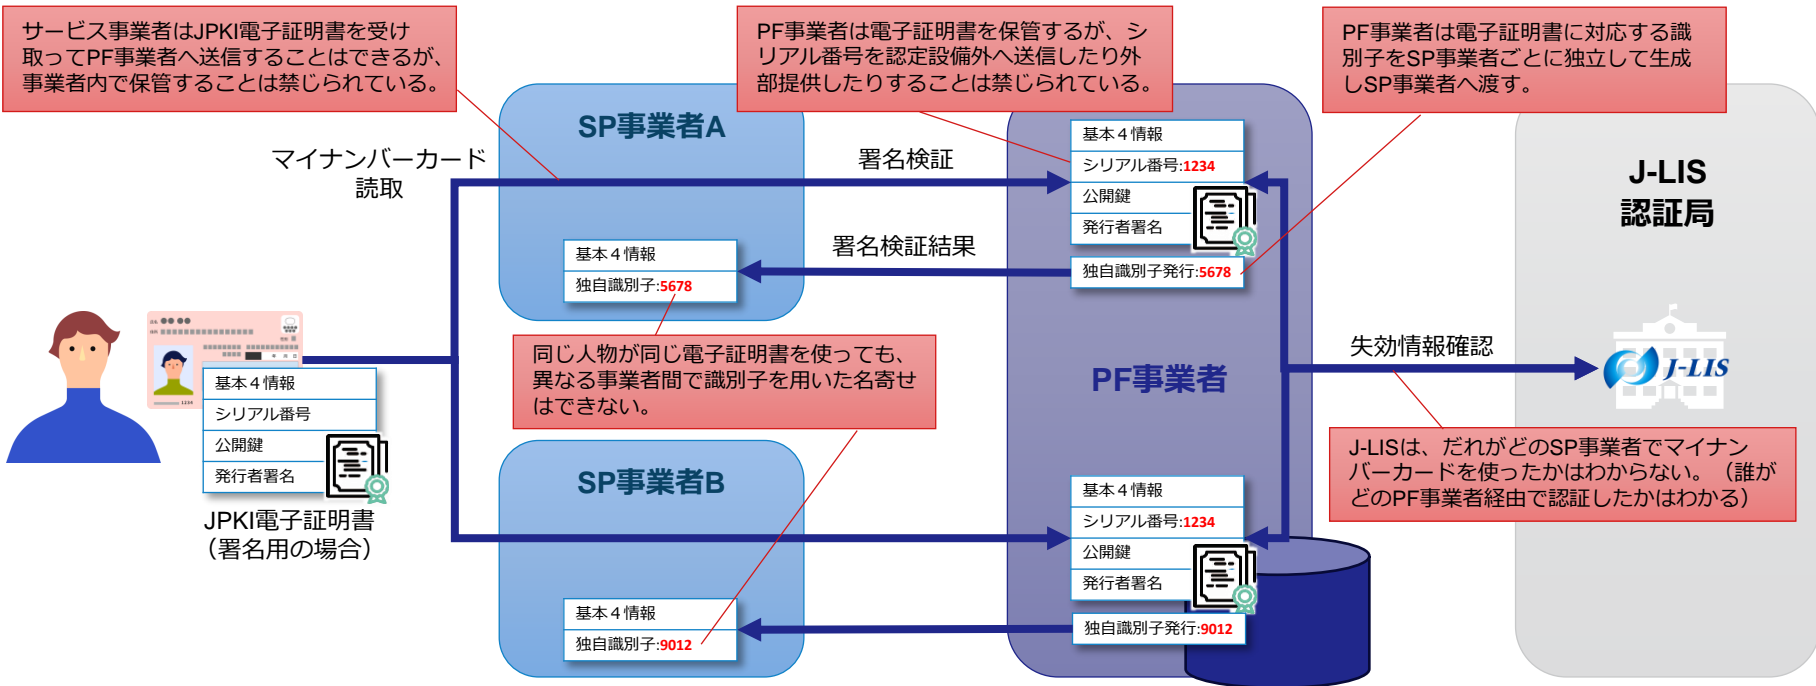 サービス事業者はJPKI電子証明書を受け
取ってPF事業者へ送信することはできるが、
事業者内で保管することは禁じられている。
PF事業者は電子証明書を保管するが、シ
リアル番号を認定設備外へ送信したり外
部提供したりすることは禁じられている。
PF事業者は電子証明書に対応する識
別子をSP事業者ごとに独立して生成
しSP事業者へ渡す。
SP事業者A
マイナンバーカード
読取
署名検証
基本４情報
シリアル番号:1234
公開鍵
発行者署名
J-LIS
認証局
署名検証結果
基本４情報
独自識別子:5678
独自識別子発行:5678
同じ人物が同じ電子証明書を使っても、
異なる事業者間で識別子を用いた名寄せ
はできない。
PF事業者
失効情報確認
J-LIS
1234
基本４情報
シリアル番号
公開鍵
発行者署名
JPKI電子証明書
（署名用の場合）
J-LISは、だれがどのSP事業者でマイナン
バーカードを使ったかはわからない。（誰が
どのPF事業者経由で認証したかはわかる）
SP事業者B
基本４情報
シリアル番号:1234
公開鍵
発行者署名
基本４情報
独自識別子:9012
独自識別子発行:9012